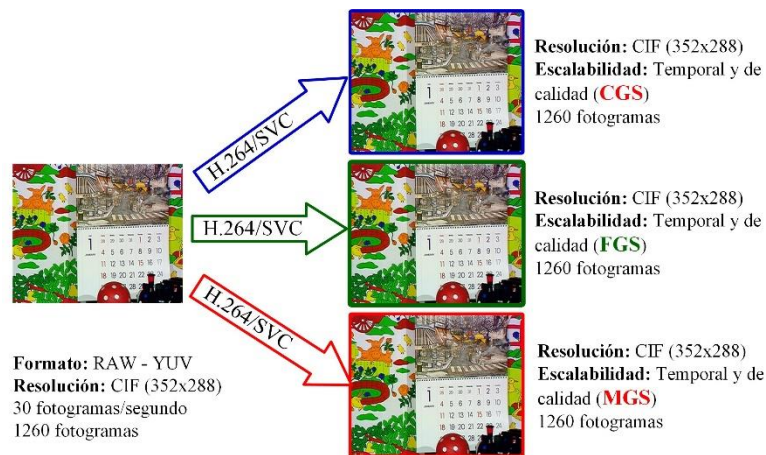 Resolución: CIF (352x288)
Escalabilidad: Temporal y de
calidad (CGS)
1260 fotogramas
H.264/SVC
H.264/SVC
Resolución: CIF (352x288)
Escalabilidad: Temporal y de
calidad (FGS)
1260 fotogramas
H.264/SVC
Formato: RAW - YUV
Resolución: CIF (352x288)
30 fotogramas/segundo
1260 fotogramas
Resolución: CIF (352x288)
Escalabilidad: Temporal y de
calidad (MGS)
1260 fotogramas